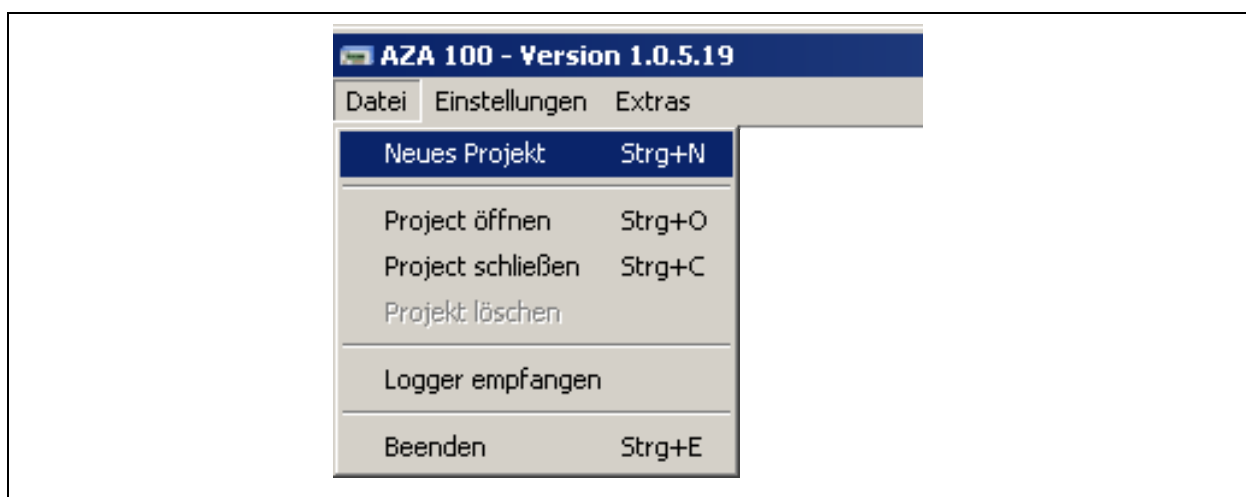 AZA 100 - Version 1.0.5.19
Datei Einstellungen Extras
Neues Projekt Strg+N
Project öffnen Strg+O
Project schließen Strg+C
Projekt löschen
Logger empfangen
Beenden Strg+E